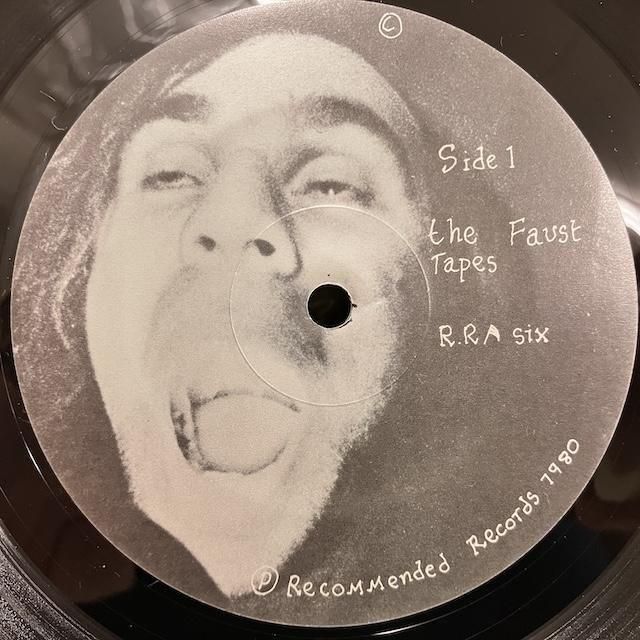 ©
Side 1
the Faust
Tapes
R.R A six
Ⓟ Recommended Records 1980